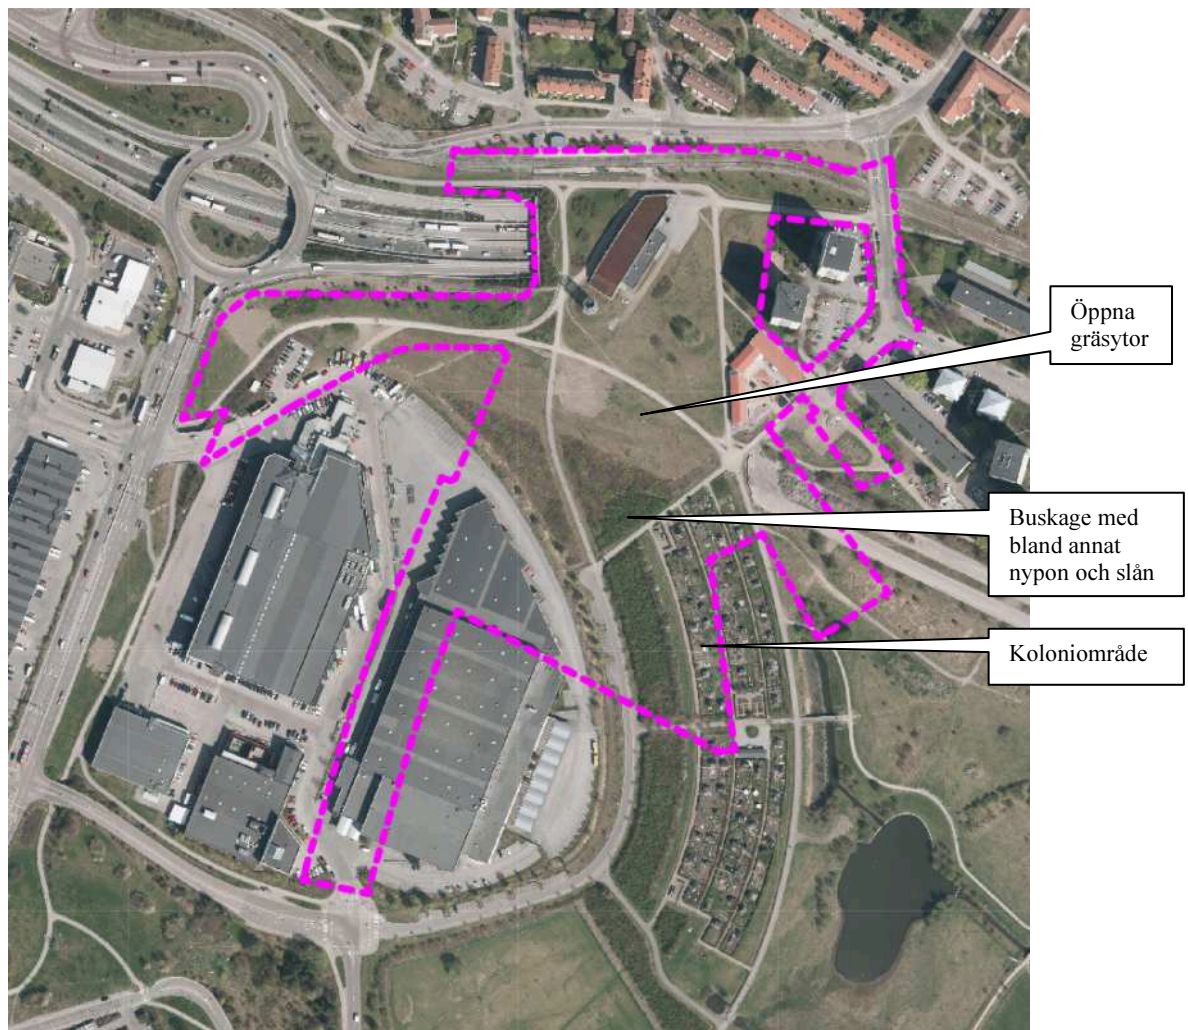 Öppna
gräsytor
Buskage med
bland annat
nypon och slån
Koloniområde